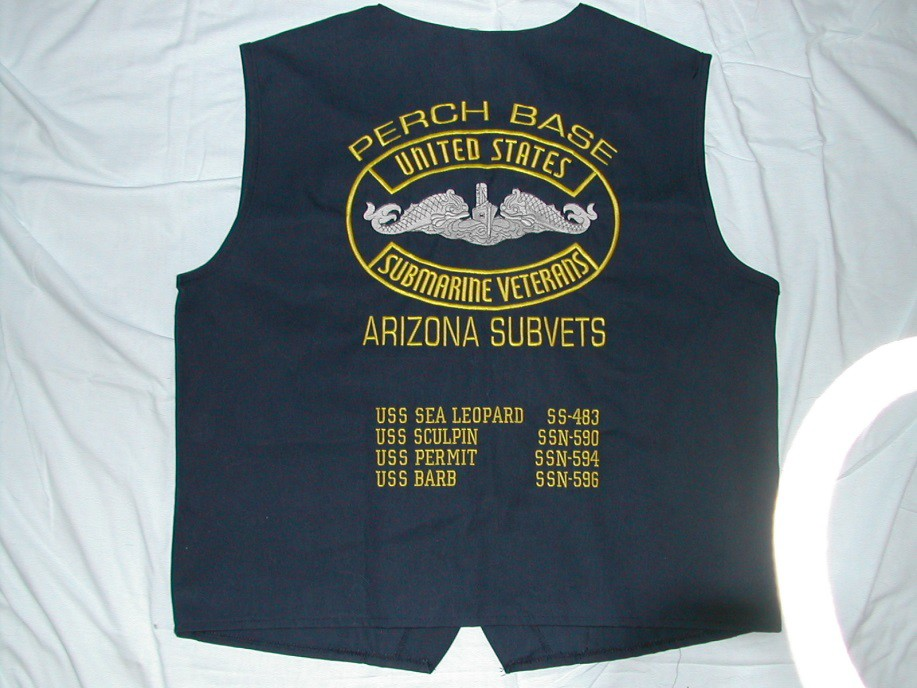 PERCH BASE
UNITED STATES
SUBMARINE VETERANS
ARIZONA SUBVETS
USS SEA LEOPARD SS-483
USS SCULPIN SSN-590
USS PERMIT SSN-594
USS BARB SSN-596